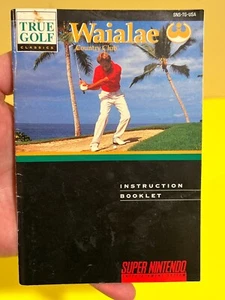 SNS-TG-USA
TRUE
GOLF
CLASSICS
Waialae
Country Club
INSTRUCTION
BOOKLET
SUPER NINTENDO